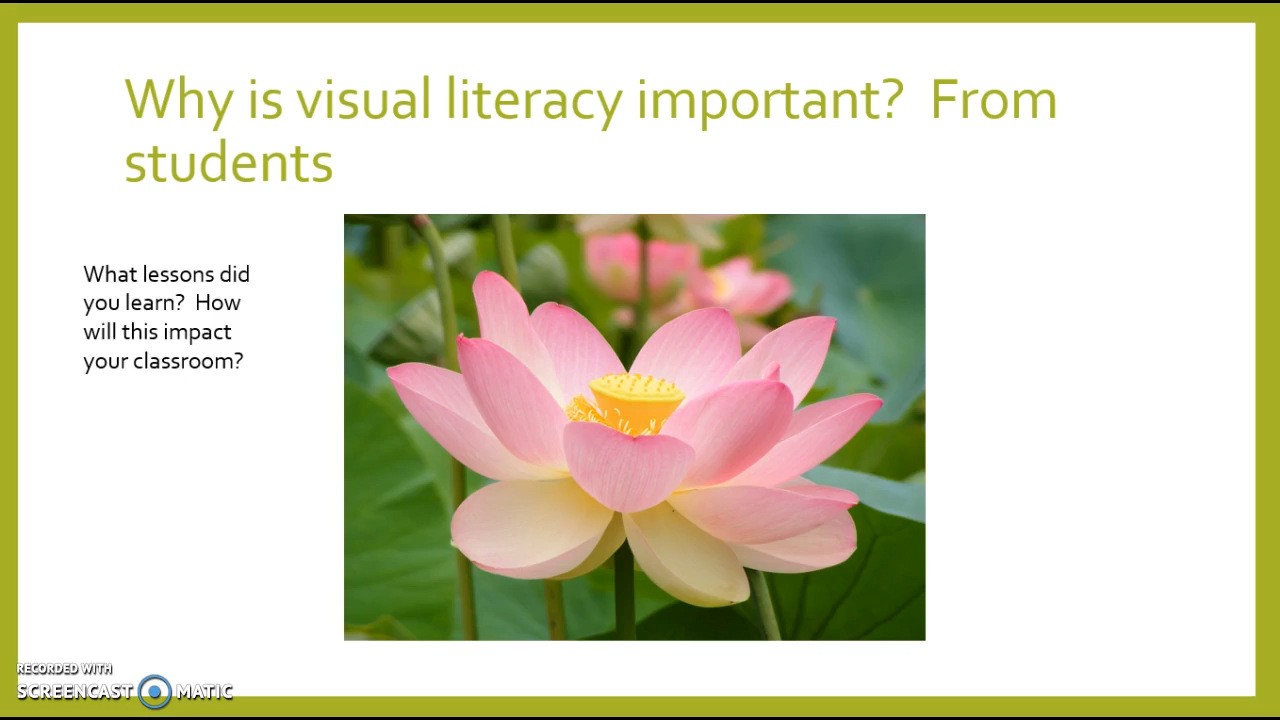 Why is visual literacy important?  From
students
What lessons did
you learn?  How
will this impact
your classroom?
RECORDED WITH
SCREENCAST MATIC